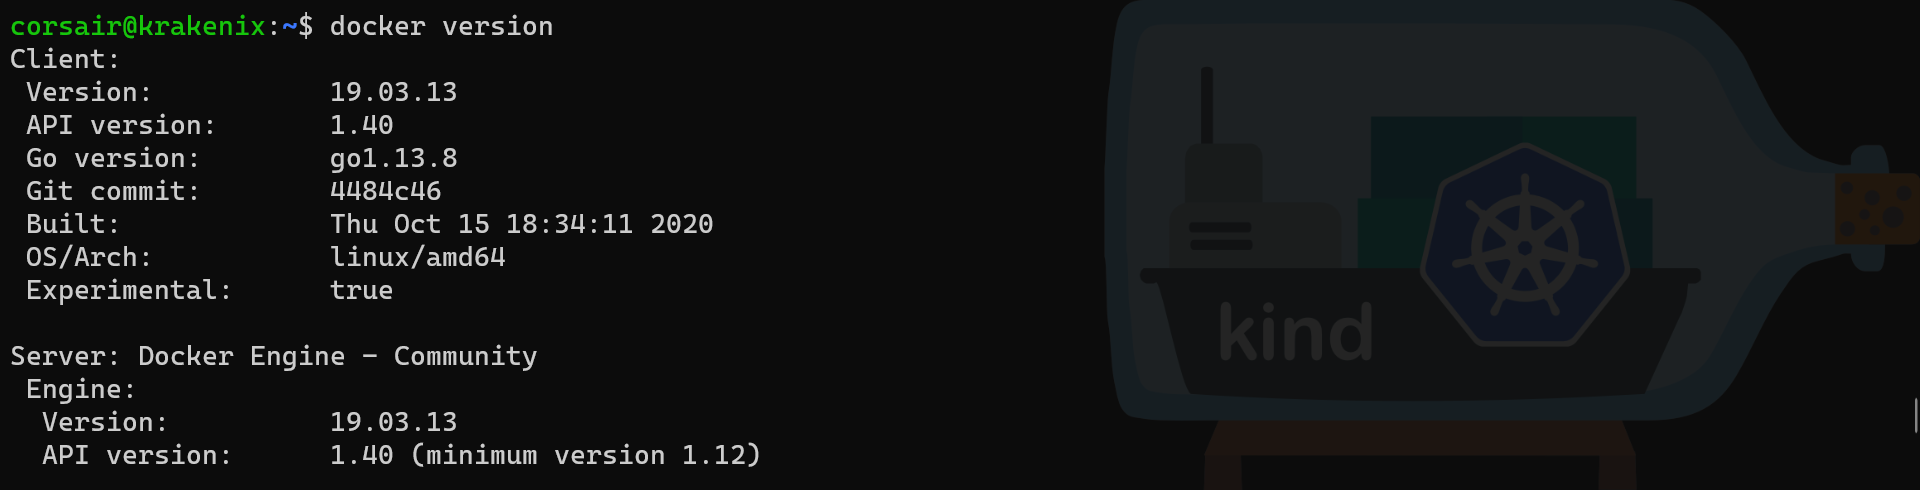 corsair@krakenix:~$ docker version
Client:
Version: 19.03.13
API version: 1.40
Go version: go1.13.8
Git commit: 4484c46
Built: Thu Oct 15 18:34:11 2020
OS/Arch: linux/amd64
Experimental: true
kind
Server: Docker Engine - Community
Engine:
Version: 19.03.13
API version: 1.40 (minimum version 1.12)